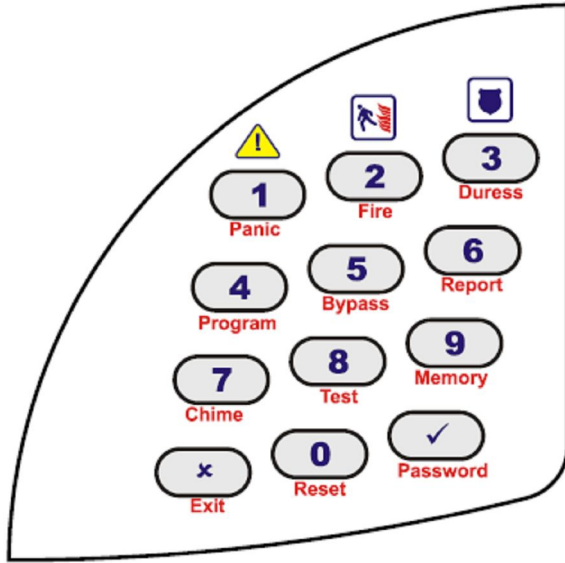 1 2 3
Panic Fire Duress
4 5 6
Program Bypass Report
7 8 9
Chime Test Memory
× 0 ✓
Exit Reset Password